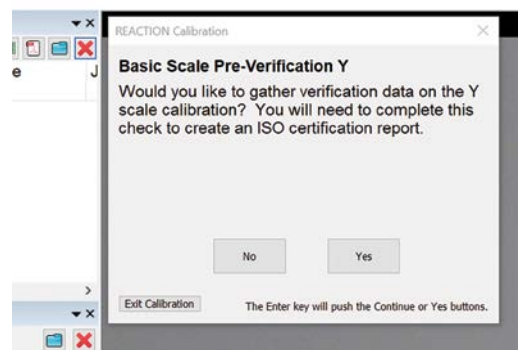 REACTION Calibration
e
J
Basic Scale Pre-Verification Y
Would you like to gather verification data on the Y
scale calibration? You will need to complete this
check to create an ISO certification report.
No
Yes
Exit Calibration
The Enter key will push the Continue or Yes buttons.